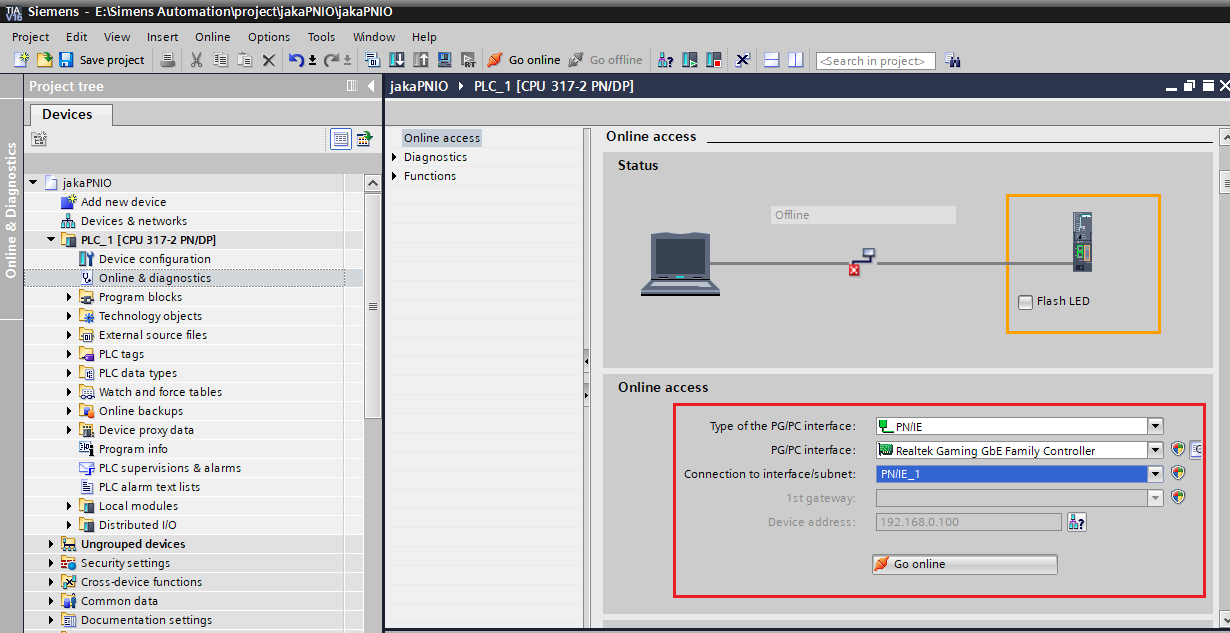 TIA
V16
Siemens - E:\Simens Automation\project\jakaPNIO\jakaPNIO
Project Edit View Insert Online Options Tools Window Help
Save project
Go online
Go offline
<Search in project>
Project tree
jakaPNIO
PLC_1 [CPU 317-2 PN/DP]
Devices
Online & Diagnostics
jakaPNIO
Add new device
Devices & networks
PLC_1 [CPU 317-2 PN/DP]
Device configuration
Online & diagnostics
Program blocks
Technology objects
External source files
PLC tags
PLC data types
Watch and force tables
Online backups
Device proxy data
Program info
PLC supervisions & alarms
PLC alarm text lists
Local modules
Distributed I/O
Ungrouped devices
Security settings
Cross-device functions
Common data
Documentation settings
Online access
Diagnostics
Functions
Online access
Status
Offline
Flash LED
Online access
Type of the PG/PC interface: PN/IE
PG/PC interface: Realtek Gaming GbE Family Controller
Connection to interface/subnet: PN/IE_1
1st gateway:
Device address: 192.168.0.100
Go online